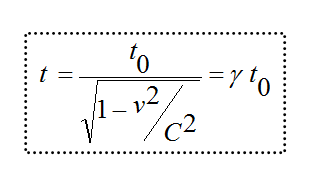 t = t₀ / √(1 − v²/C²) = γ t₀